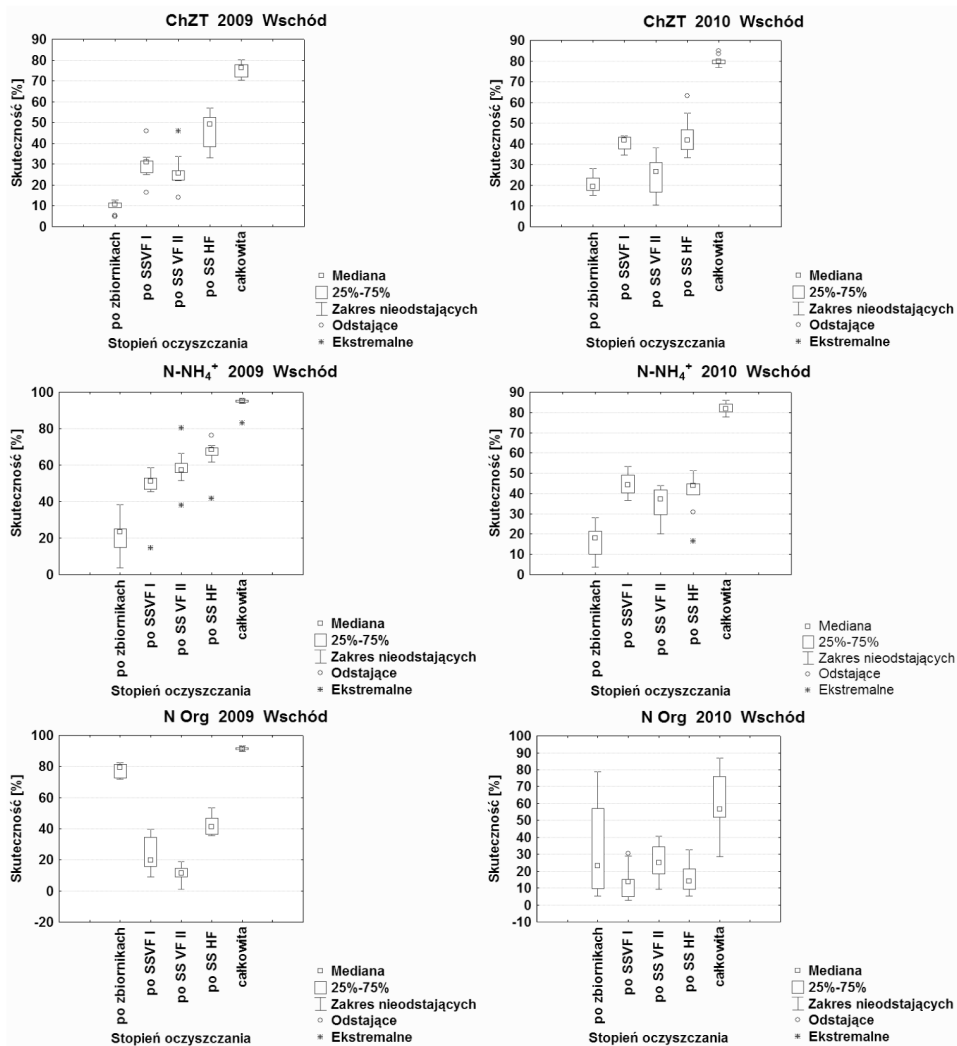 ChZT 2009 Wschód
Skuteczność [%]
90
80
70
60
50
40
30
20
10
0
po zbiornikach
po SSVF I
po SS VF II
po SS HF
całkowita
Stopień oczyszczania
Mediana
25%-75%
Zakres nieodstających
Odstające
Ekstremalne
ChZT 2010 Wschód
Skuteczność [%]
90
80
70
60
50
40
30
20
10
0
po zbiornikach
po SSVF I
po SS VF II
po SS HF
całkowita
Stopień oczyszczania
Mediana
25%-75%
Zakres nieodstających
Odstające
Ekstremalne
N-NH₄⁺ 2009 Wschód
Skuteczność [%]
100
80
60
40
20
0
po zbiornikach
po SSVF I
po SS VF II
po SS HF
całkowita
Stopień oczyszczania
Mediana
25%-75%
Zakres nieodstających
Odstające
Ekstremalne
N-NH₄⁺ 2010 Wschód
Skuteczność [%]
90
80
70
60
50
40
30
20
10
0
po zbiornikach
po SSVF I
po SS VF II
po SS HF
całkowita
Stopień oczyszczania
Mediana
25%-75%
Zakres nieodstających
Odstające
Ekstremalne
N Org 2009 Wschód
Skuteczność [%]
100
80
60
40
20
0
-20
po zbiornikach
po SSVF I
po SS VF II
po SS HF
całkowita
Stopień oczyszczania
Mediana
25%-75%
Zakres nieodstających
Odstające
Ekstremalne
N Org 2010 Wschód
Skuteczność [%]
100
90
80
70
60
50
40
30
20
10
0
-10
po zbiornikach
po SSVF I
po SS VF II
po SS HF
całkowita
Stopień oczyszczania
Mediana
25%-75%
Zakres nieodstających
Odstające
Ekstremalne